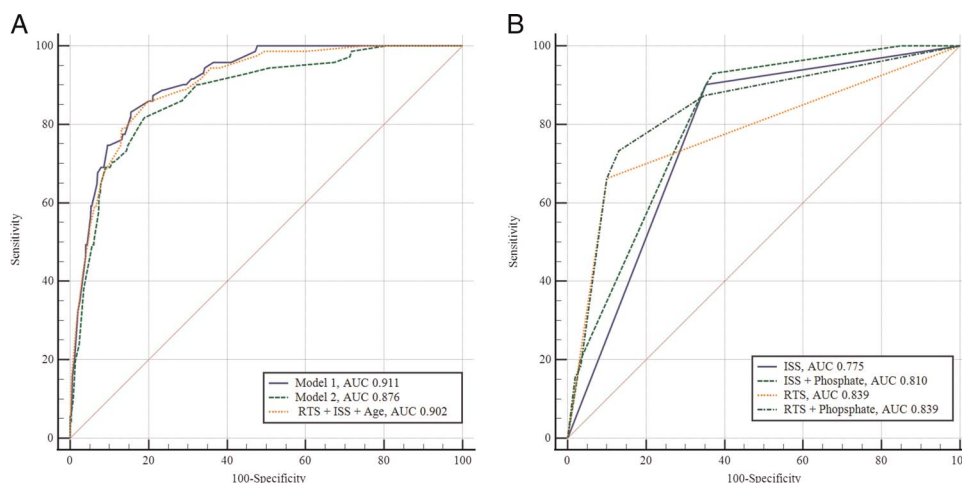 A
100
80
60
40
20
0
Sensitivity
0
20
40
60
80
100
100-Specificity
Model 1, AUC 0.911
Model 2, AUC 0.876
RTS + ISS + Age, AUC 0.902
B
100
80
60
40
20
0
Sensitivity
0
20
40
60
80
100
100-Specificity
ISS, AUC 0.775
ISS + Phosphate, AUC 0.810
RTS, AUC 0.839
RTS + Phopsphate, AUC 0.839